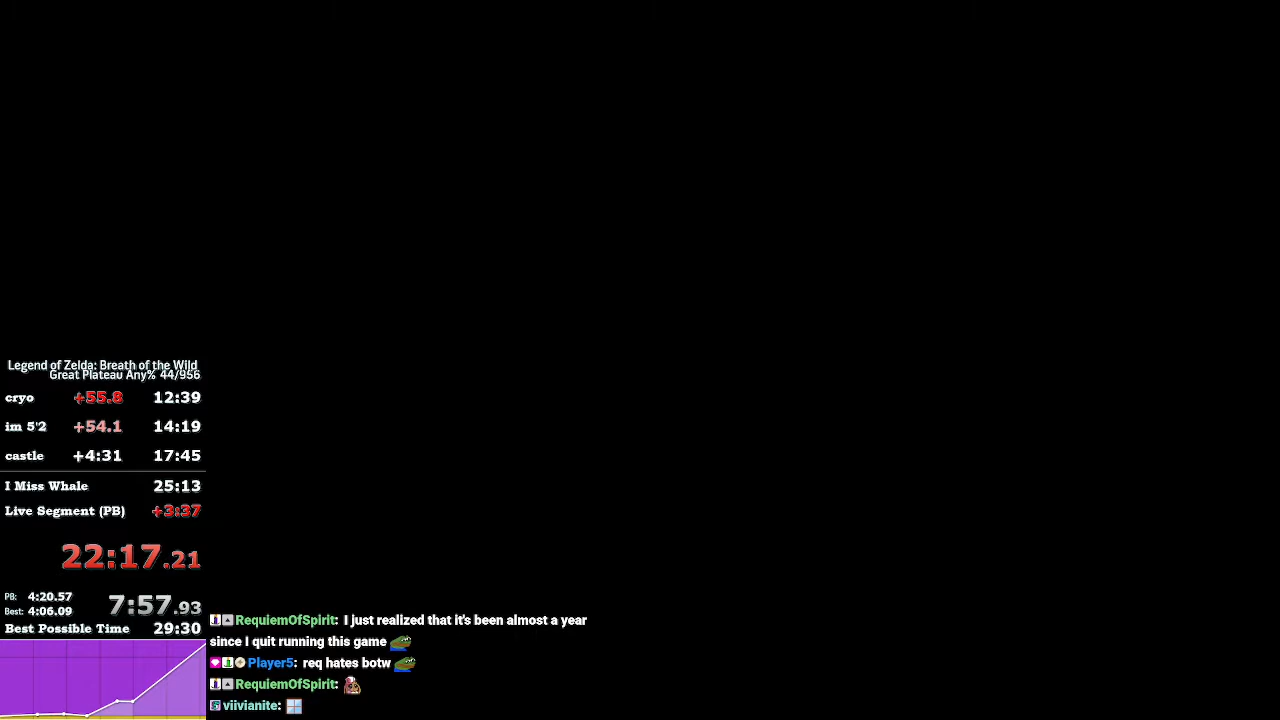 Legend of Zelda: Breath of the Wild
Great Plateau Any% 44/956
cryo +55.8 12:39
im 5'2 +54.1 14:19
castle +4:31 17:45
I Miss Whale 25:13
Live Segment (PB) +3:37
22:17.21
PB: 4:20.57
Best: 4:06.09
7:57.93
Best Possible Time 29:30
RequiemOfSpirit: I just realized that it's been almost a year
since I quit running this game
Player5: req hates botw
RequiemOfSpirit:
viivianite: